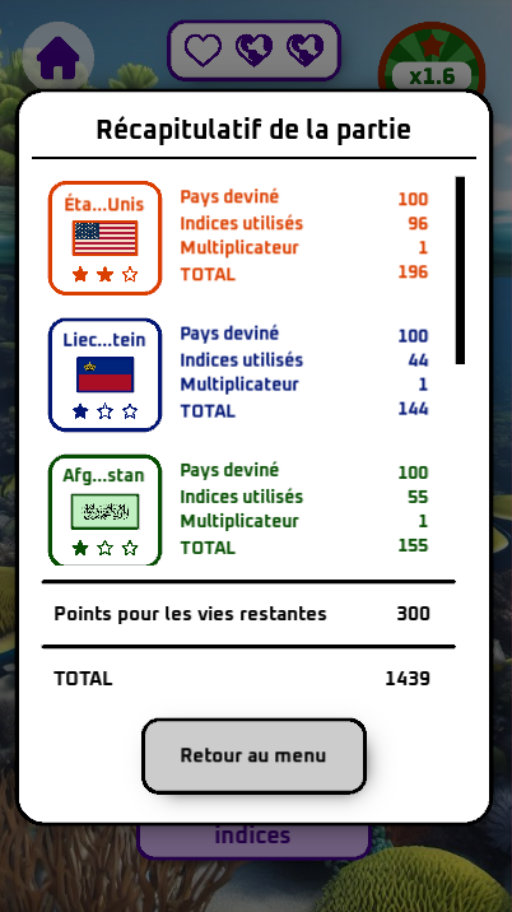 x1.6
Récapitulatif de la partie
Éta...Unis
Pays deviné 100
Indices utilisés 96
Multiplicateur 1
TOTAL 196
Liec...tein
Pays deviné 100
Indices utilisés 44
Multiplicateur 1
TOTAL 144
Afg...stan
Pays deviné 100
Indices utilisés 55
Multiplicateur 1
TOTAL 155
Points pour les vies restantes 300
TOTAL 1439
Retour au menu
indices